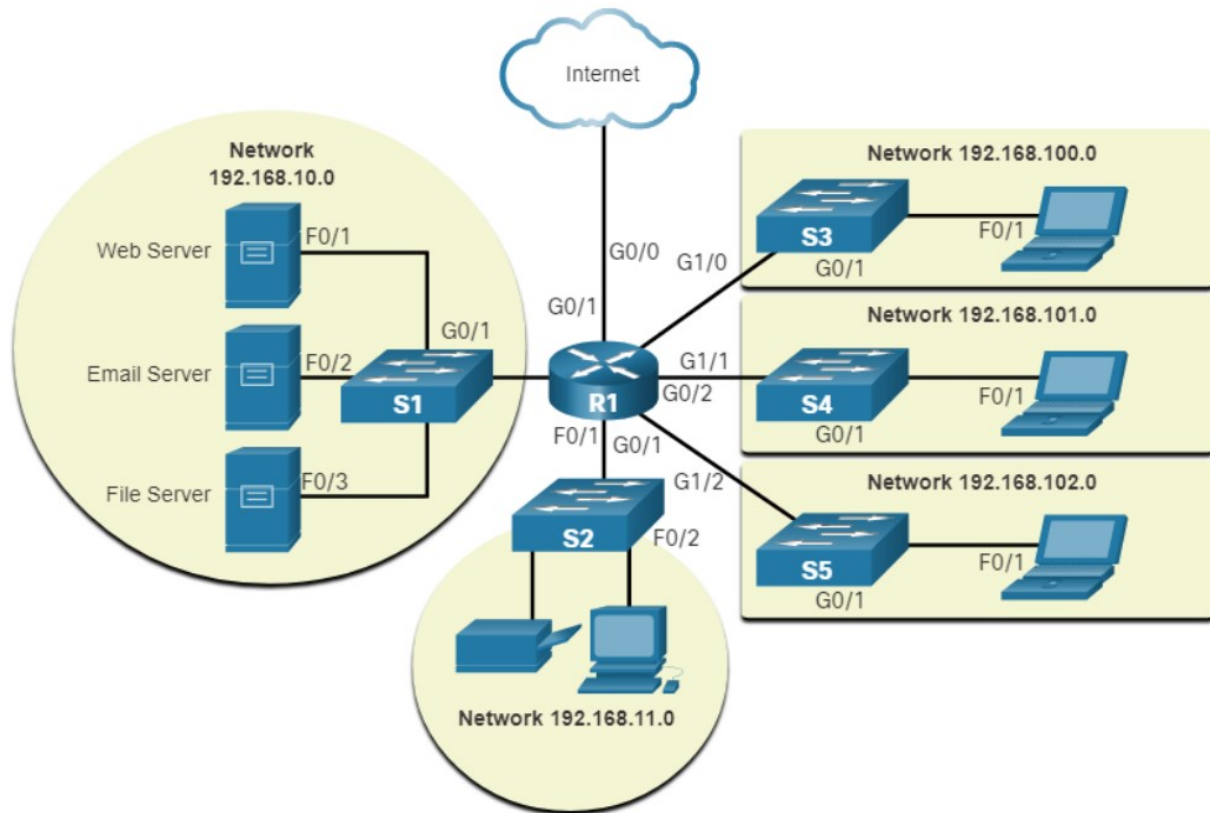 Internet
Network
192.168.10.0
Web Server
F0/1
Email Server
F0/2
File Server
F0/3
G0/1
S1
G0/0
G0/1
G1/0
R1
G1/1
G0/2
F0/1
G0/1
G1/2
S2
F0/2
Network 192.168.11.0
Network 192.168.100.0
S3
F0/1
G0/1
Network 192.168.101.0
S4
F0/1
G0/1
Network 192.168.102.0
S5
F0/1
G0/1